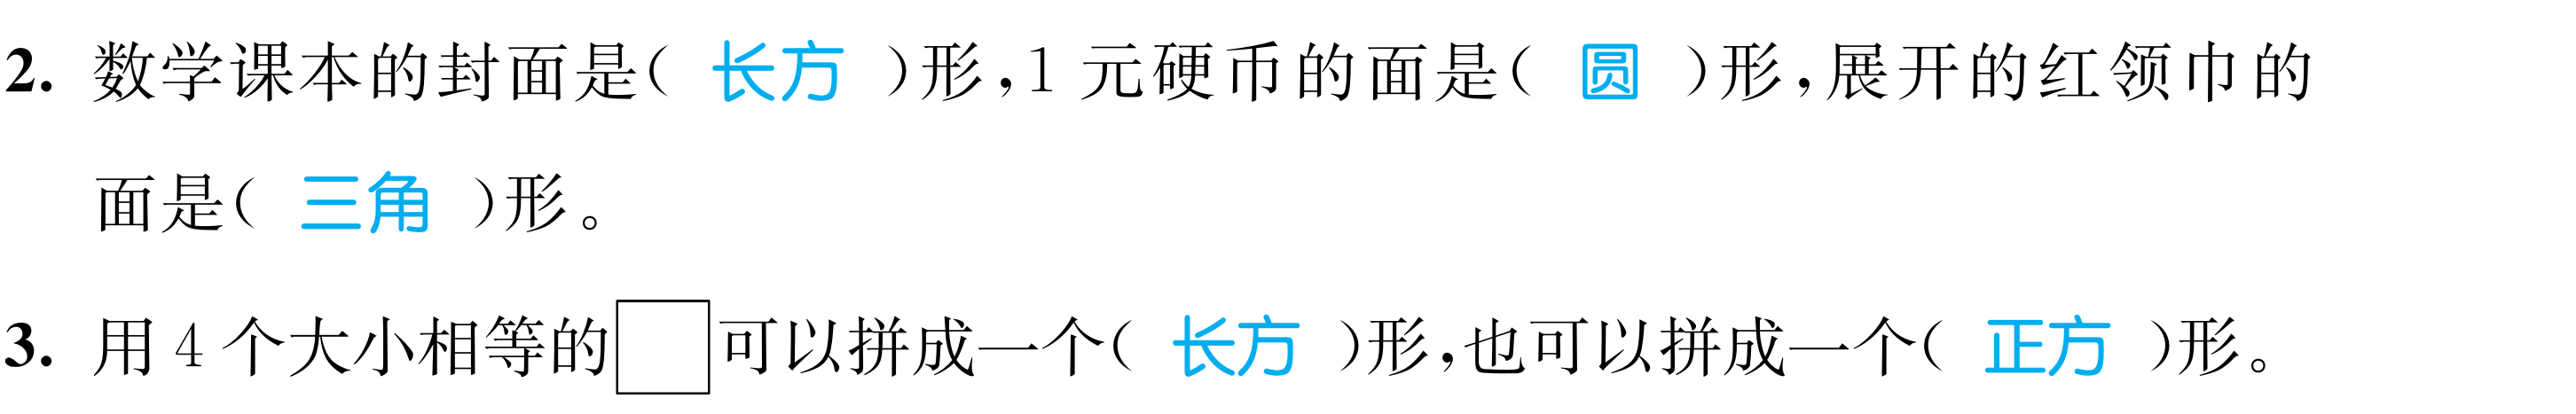 2. 数学课本的封面是( 长方 )形,1 元硬币的面是( 圆 )形,展开的红领巾的
面是( 三角 )形。
3. 用 4 个大小相等的□可以拼成一个( 长方 )形,也可以拼成一个( 正方 )形。